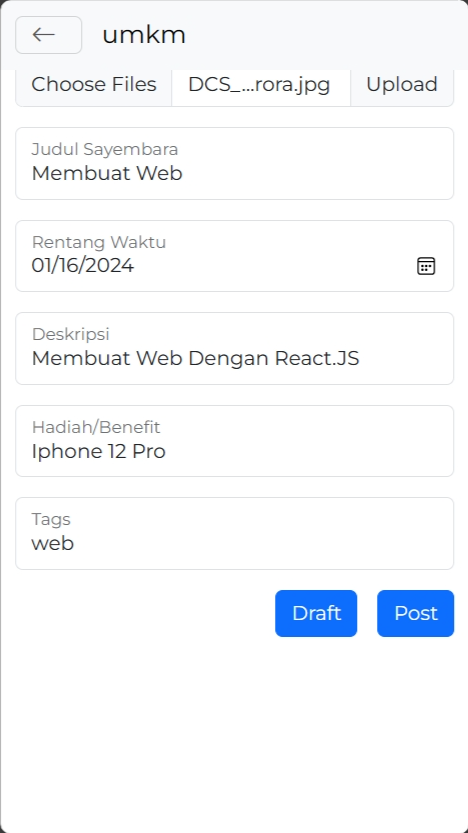 umkm
Choose Files DCS_...rora.jpg Upload
Judul Sayembara
Membuat Web
Rentang Waktu
01/16/2024
Deskripsi
Membuat Web Dengan React.JS
Hadiah/Benefit
Iphone 12 Pro
Tags
web
Draft Post